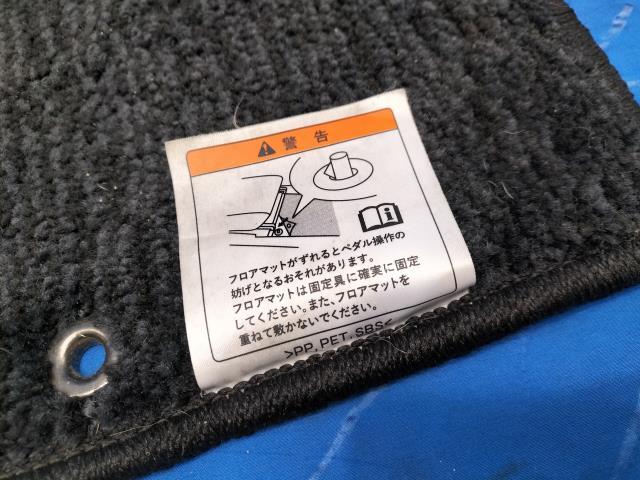 警告
フロアマットがずれるとペダル操作の
妨げとなるおそれがあります。
フロアマットは固定具に確実に固定
してください。また、フロアマットを
重ねて敷かないでください。
>PP,PET,SBS<